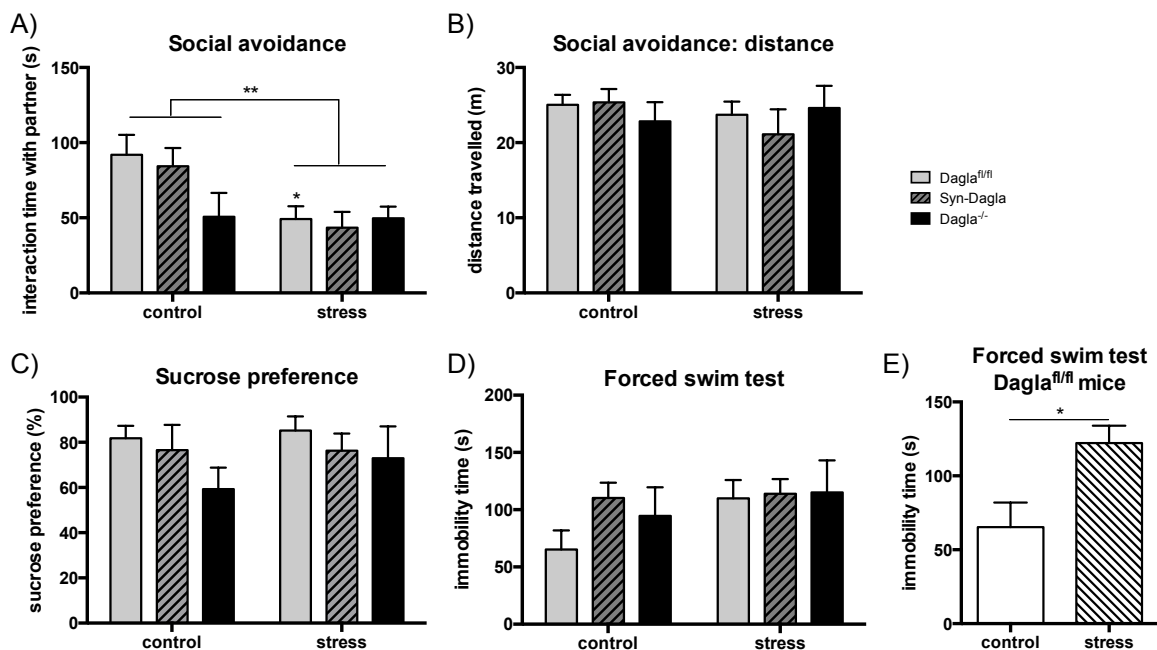 A)
Social avoidance
interaction time with partner (s)
150
100
50
0
**
*
control
stress
B)
Social avoidance: distance
distance travelled (m)
30
20
10
0
control
stress
Dagla^fl/fl
Syn-Dagla
Dagla^-/-
C)
Sucrose preference
sucrose preference (%)
100
80
60
40
20
0
control
stress
D)
Forced swim test
immobility time (s)
200
150
100
50
0
control
stress
E)
Forced swim test
Dagla^fl/fl mice
immobility time (s)
150
100
50
0
*
control
stress